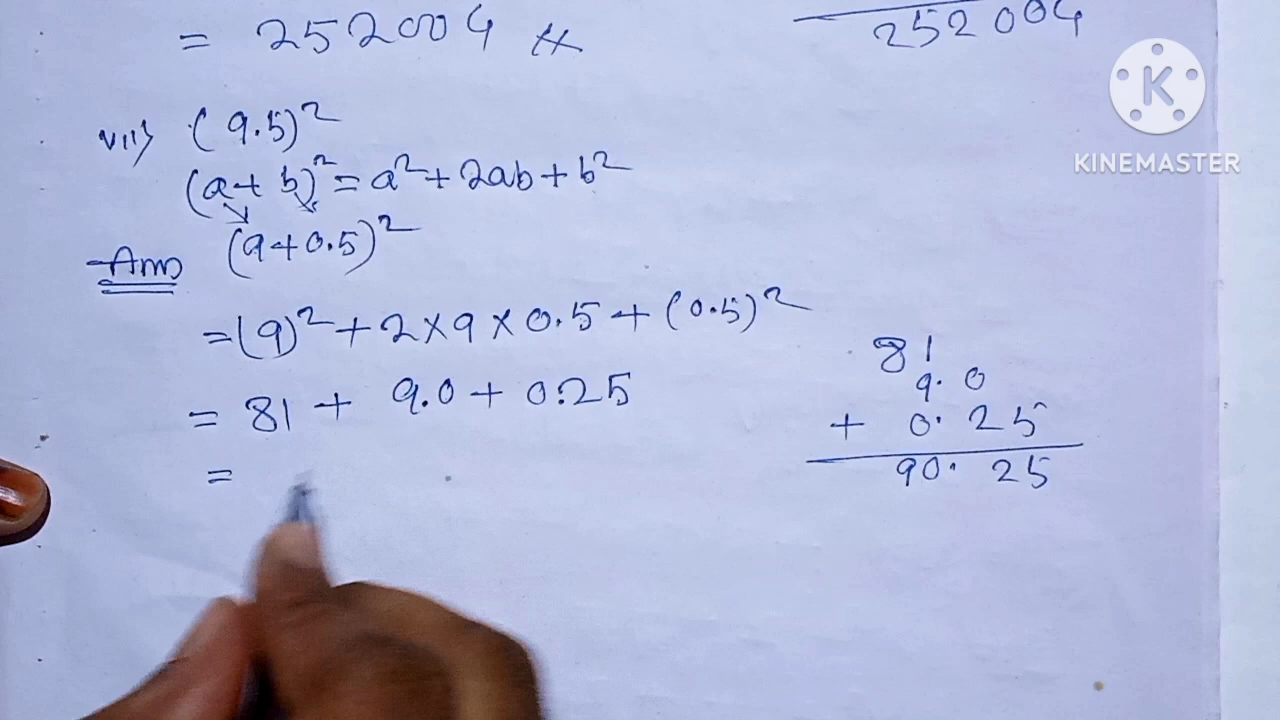 = 252004
252004
K
KINEMASTER
vii) (9.5)²
(a+b)² = a² + 2ab + b²
Ans (9+0.5)²
= (9)² + 2×9×0.5 + (0.5)²
= 81 + 9.0 + 0.25
=
81
9.0
+ 0.25
90.25